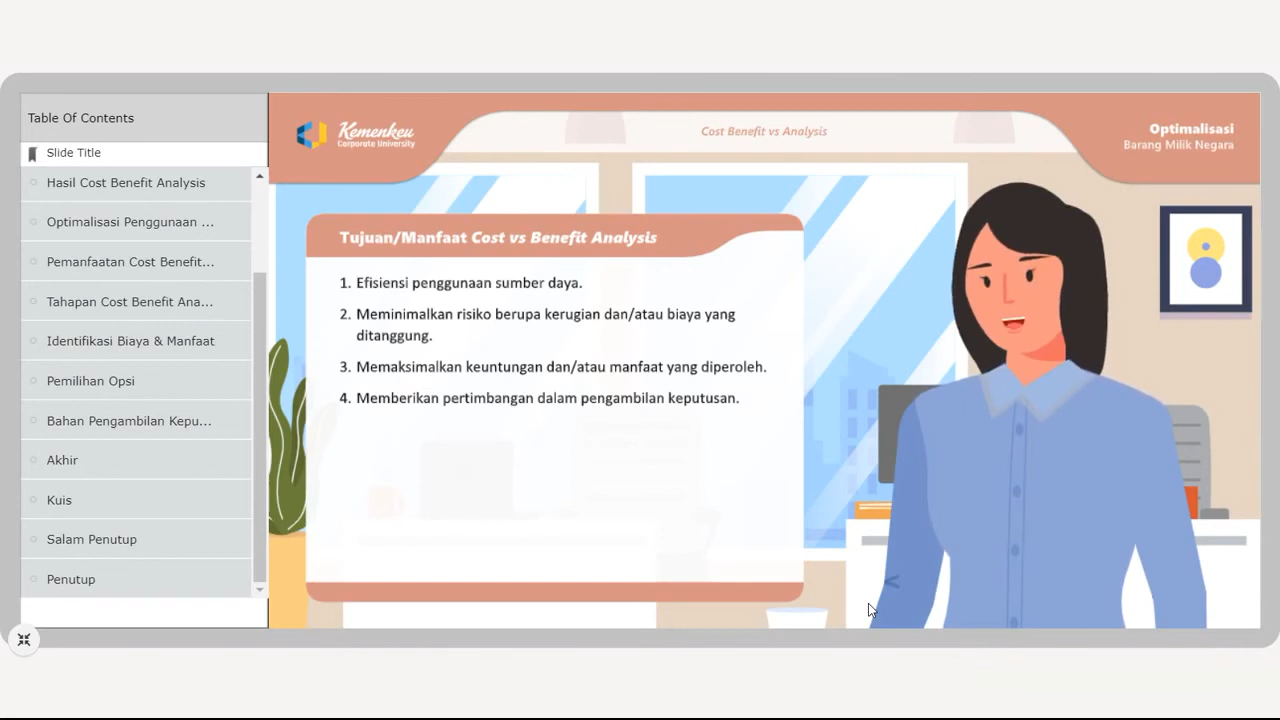 Table Of Contents
Slide Title
Hasil Cost Benefit Analysis
Optimalisasi Penggunaan ...
Pemanfaatan Cost Benefit...
Tahapan Cost Benefit Ana...
Identifikasi Biaya & Manfaat
Pemilihan Opsi
Bahan Pengambilan Kepu...
Akhir
Kuis
Salam Penutup
Penutup
Kemenkeu
Corporate University
Cost Benefit vs Analysis
Optimalisasi
Barang Milik Negara
Tujuan/Manfaat Cost vs Benefit Analysis
1. Efisiensi penggunaan sumber daya.
2. Meminimalkan risiko berupa kerugian dan/atau biaya yang
ditanggung.
3. Memaksimalkan keuntungan dan/atau manfaat yang diperoleh.
4. Memberikan pertimbangan dalam pengambilan keputusan.